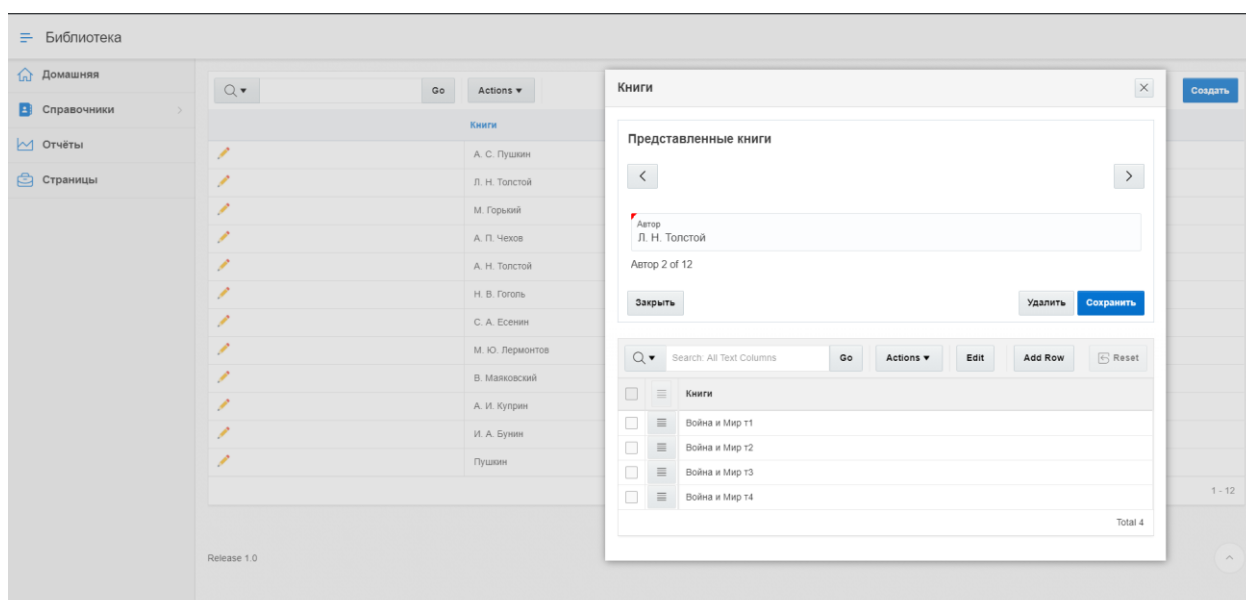 Библиотека
Домашняя
Справочники
Отчёты
Страницы
Go
Actions
Создать
Книги
А. С. Пушкин
Л. Н. Толстой
М. Горький
А. П. Чехов
А. Н. Толстой
Н. В. Гоголь
С. А. Есенин
М. Ю. Лермонтов
В. Маяковский
А. И. Куприн
И. А. Бунин
Пушкин
1 - 12
Release 1.0
Книги
Представленные книги
Автор
Л. Н. Толстой
Автор 2 of 12
Закрыть Удалить Сохранить
Search: All Text Columns Go Actions Edit Add Row Reset
Книги
Война и Мир т1
Война и Мир т2
Война и Мир т3
Война и Мир т4
Total 4